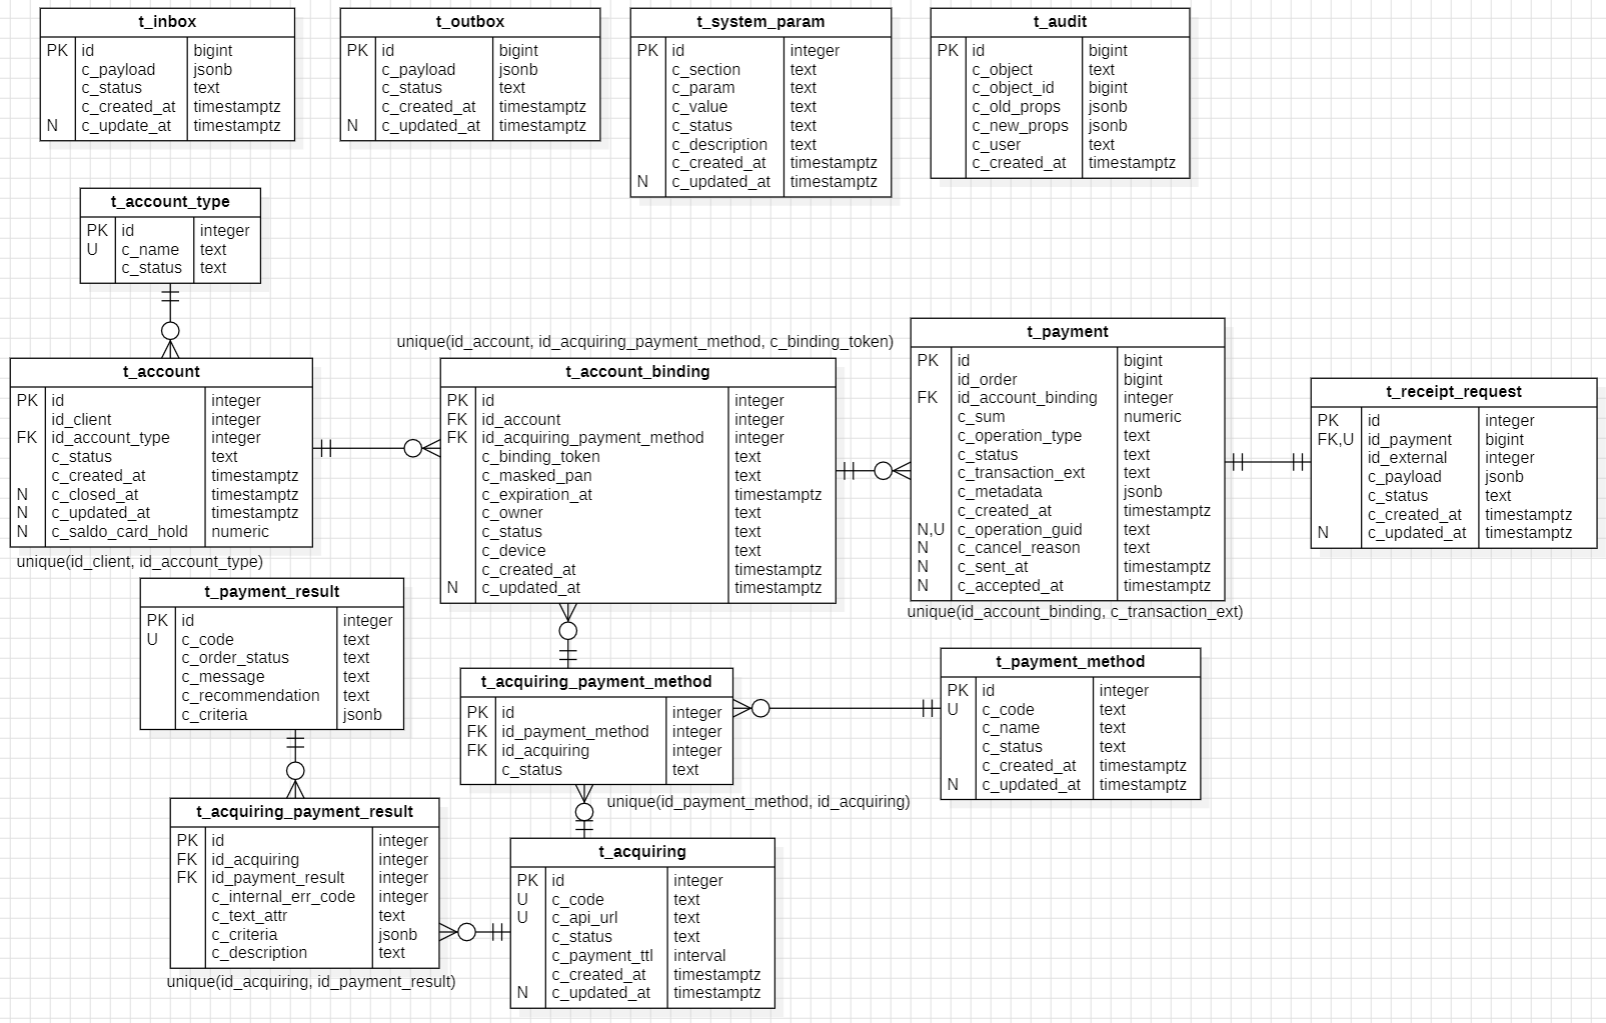 t_inbox
PK id bigint
c_payload jsonb
c_status text
c_created_at timestamptz
N c_update_at timestamptz
t_outbox
PK id bigint
c_payload jsonb
c_status text
c_created_at timestamptz
N c_updated_at timestamptz
t_system_param
PK id integer
c_section text
c_param text
c_value text
c_status text
c_description text
c_created_at timestamptz
N c_updated_at timestamptz
t_audit
PK id bigint
c_object text
c_object_id bigint
c_old_props jsonb
c_new_props jsonb
c_user text
c_created_at timestamptz
t_account_type
PK id integer
U c_name text
c_status text
t_account
PK id integer
id_client integer
FK id_account_type integer
c_status text
c_created_at timestamptz
N c_closed_at timestamptz
N c_updated_at timestamptz
N c_saldo_card_hold numeric
unique(id_client, id_account_type)
unique(id_account, id_acquiring_payment_method, c_binding_token)
t_account_binding
PK id integer
FK id_account integer
FK id_acquiring_payment_method integer
c_binding_token text
c_masked_pan text
c_expiration_at timestamptz
c_owner text
c_status text
c_device text
c_created_at timestamptz
N c_updated_at timestamptz
t_payment
PK id bigint
id_order bigint
FK id_account_binding integer
c_sum numeric
c_operation_type text
c_status text
c_transaction_ext text
c_metadata jsonb
c_created_at timestamptz
N,U c_operation_guid text
N c_cancel_reason text
N c_sent_at timestamptz
N c_accepted_at timestamptz
unique(id_account_binding, c_transaction_ext)
t_receipt_request
PK id integer
FK,U id_payment bigint
id_external integer
c_payload jsonb
c_status text
c_created_at timestamptz
N c_updated_at timestamptz
t_payment_result
PK id integer
U c_code text
c_order_status text
c_message text
c_recommendation text
c_criteria jsonb
t_acquiring_payment_method
PK id integer
FK id_payment_method integer
FK id_acquiring integer
c_status text
unique(id_payment_method, id_acquiring)
t_payment_method
PK id integer
U c_code text
c_name text
c_status text
c_created_at timestamptz
N c_updated_at timestamptz
t_acquiring_payment_result
PK id integer
FK id_acquiring integer
FK id_payment_result integer
c_internal_err_code integer
c_text_attr text
c_criteria jsonb
c_description text
unique(id_acquiring, id_payment_result)
t_acquiring
PK id integer
U c_code text
U c_api_url text
c_status text
c_payment_ttl interval
c_created_at timestamptz
N c_updated_at timestamptz